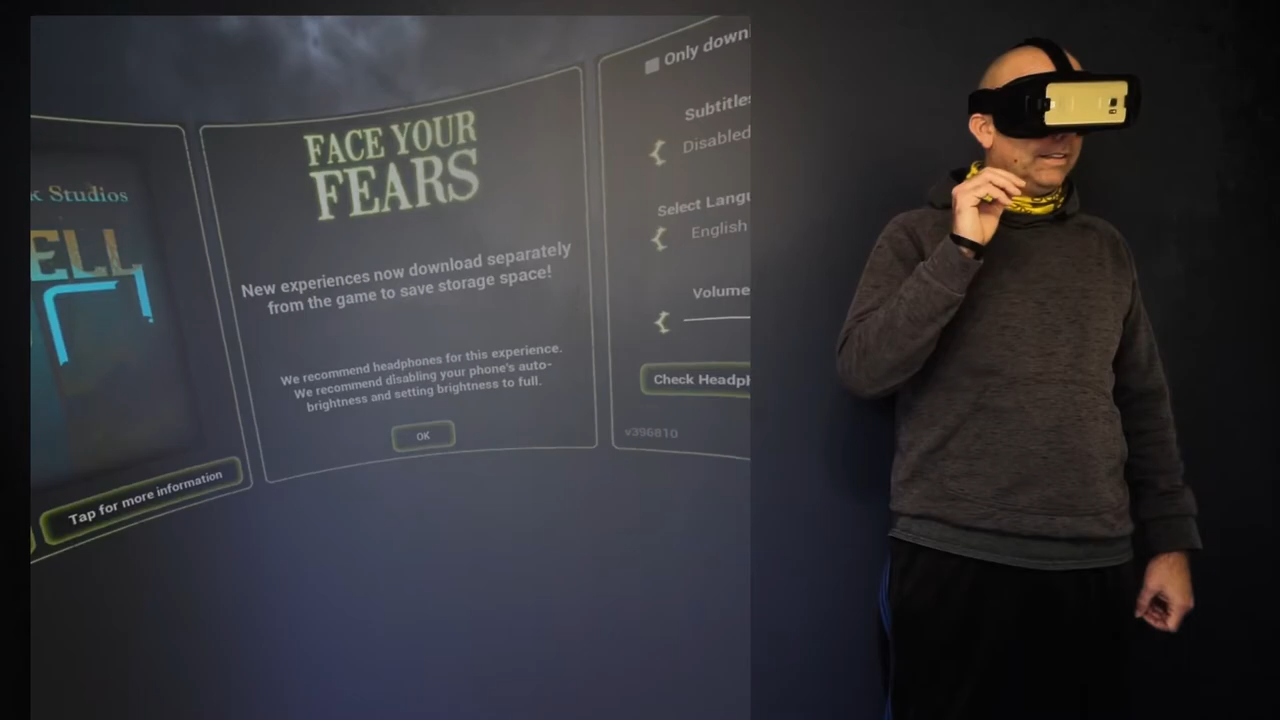 k Studios
ELL
Tap for more information
FACE YOUR
FEARS
New experiences now download separately
from the game to save storage space!
We recommend headphones for this experience.
We recommend disabling your phone's auto-
brightness and setting brightness to full.
OK
Only downl
Subtitles
Disabled
Select Langu
English
Volume
Check Headph
v396810